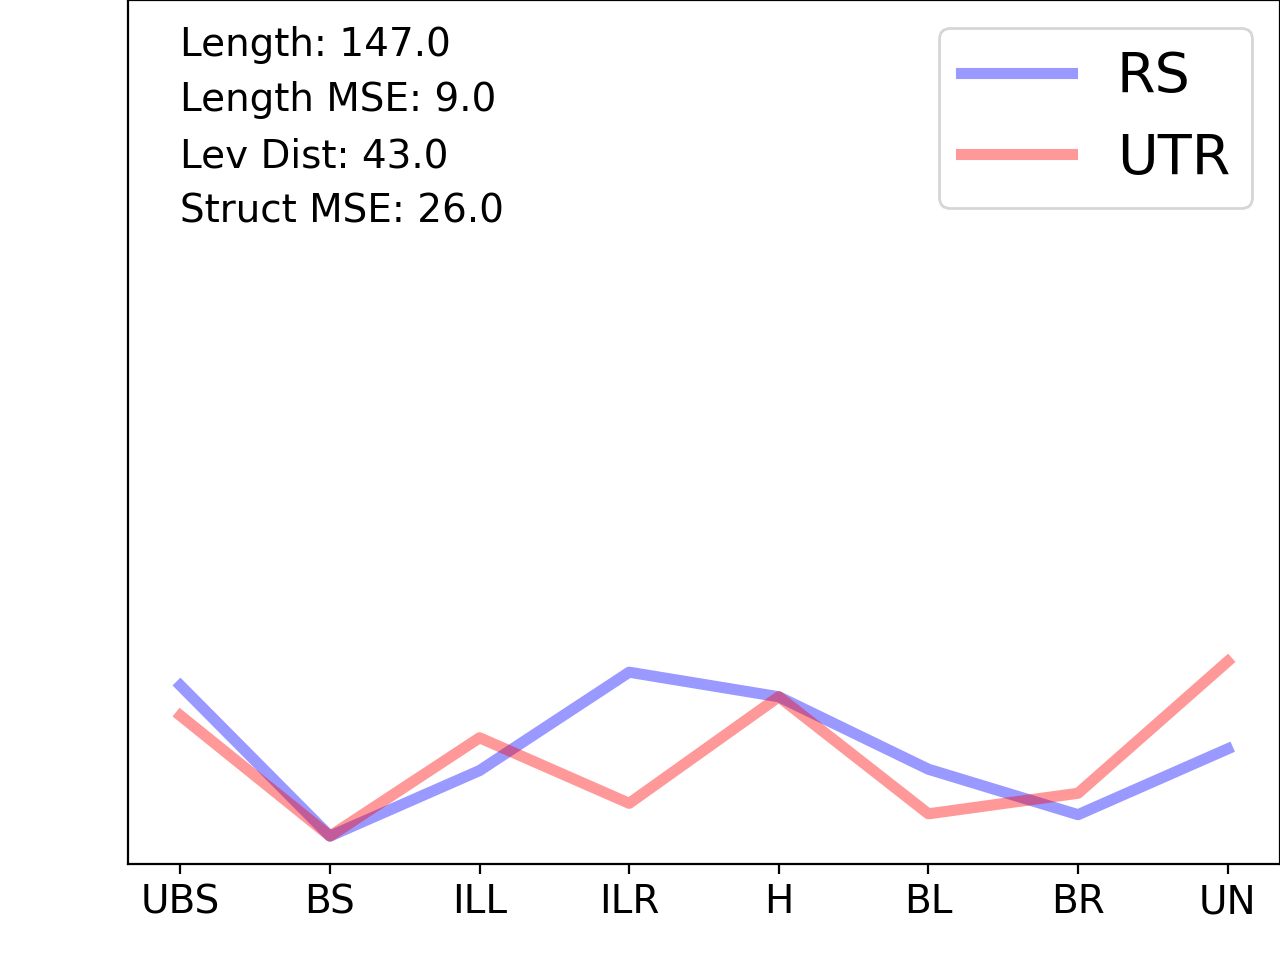 Length: 147.0
Length MSE: 9.0
Lev Dist: 43.0
Struct MSE: 26.0
RS
UTR
UBS BS ILL ILR H BL BR UN